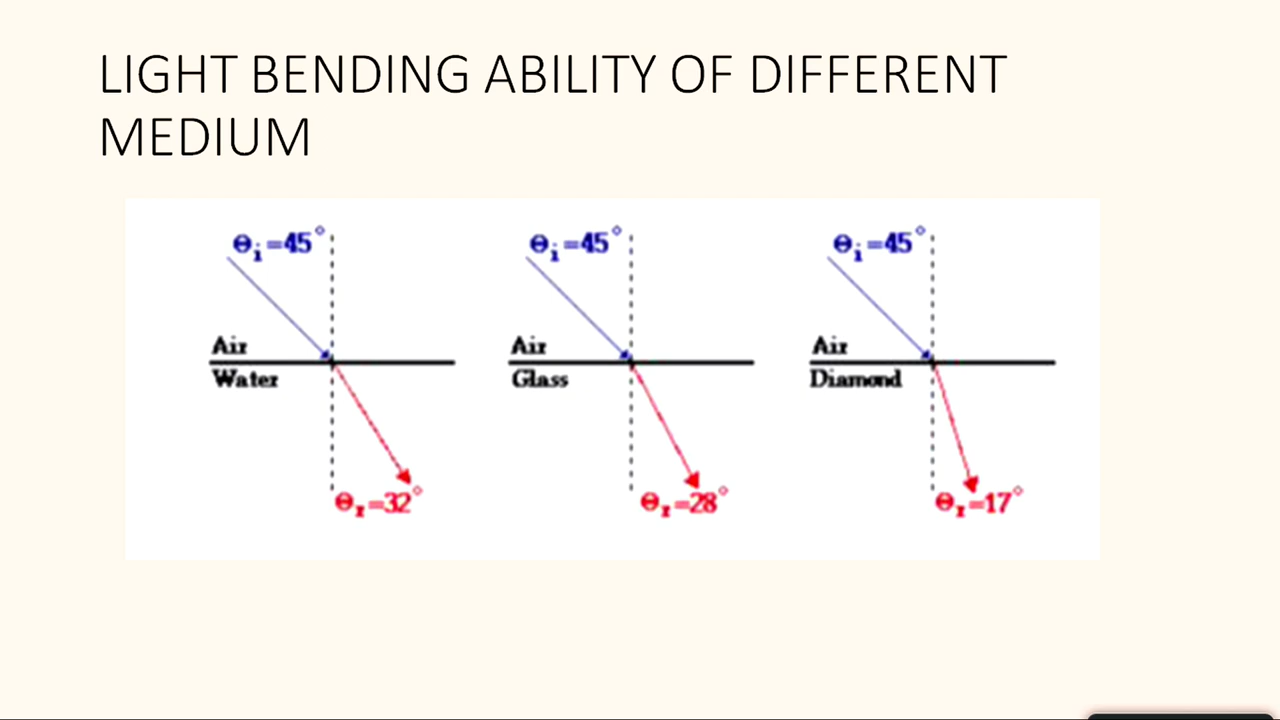 LIGHT BENDING ABILITY OF DIFFERENT
MEDIUM
Θi=45°
Air
Water
Θr=32°
Θi=45°
Air
Glass
Θr=28°
Θi=45°
Air
Diamond
Θr=17°